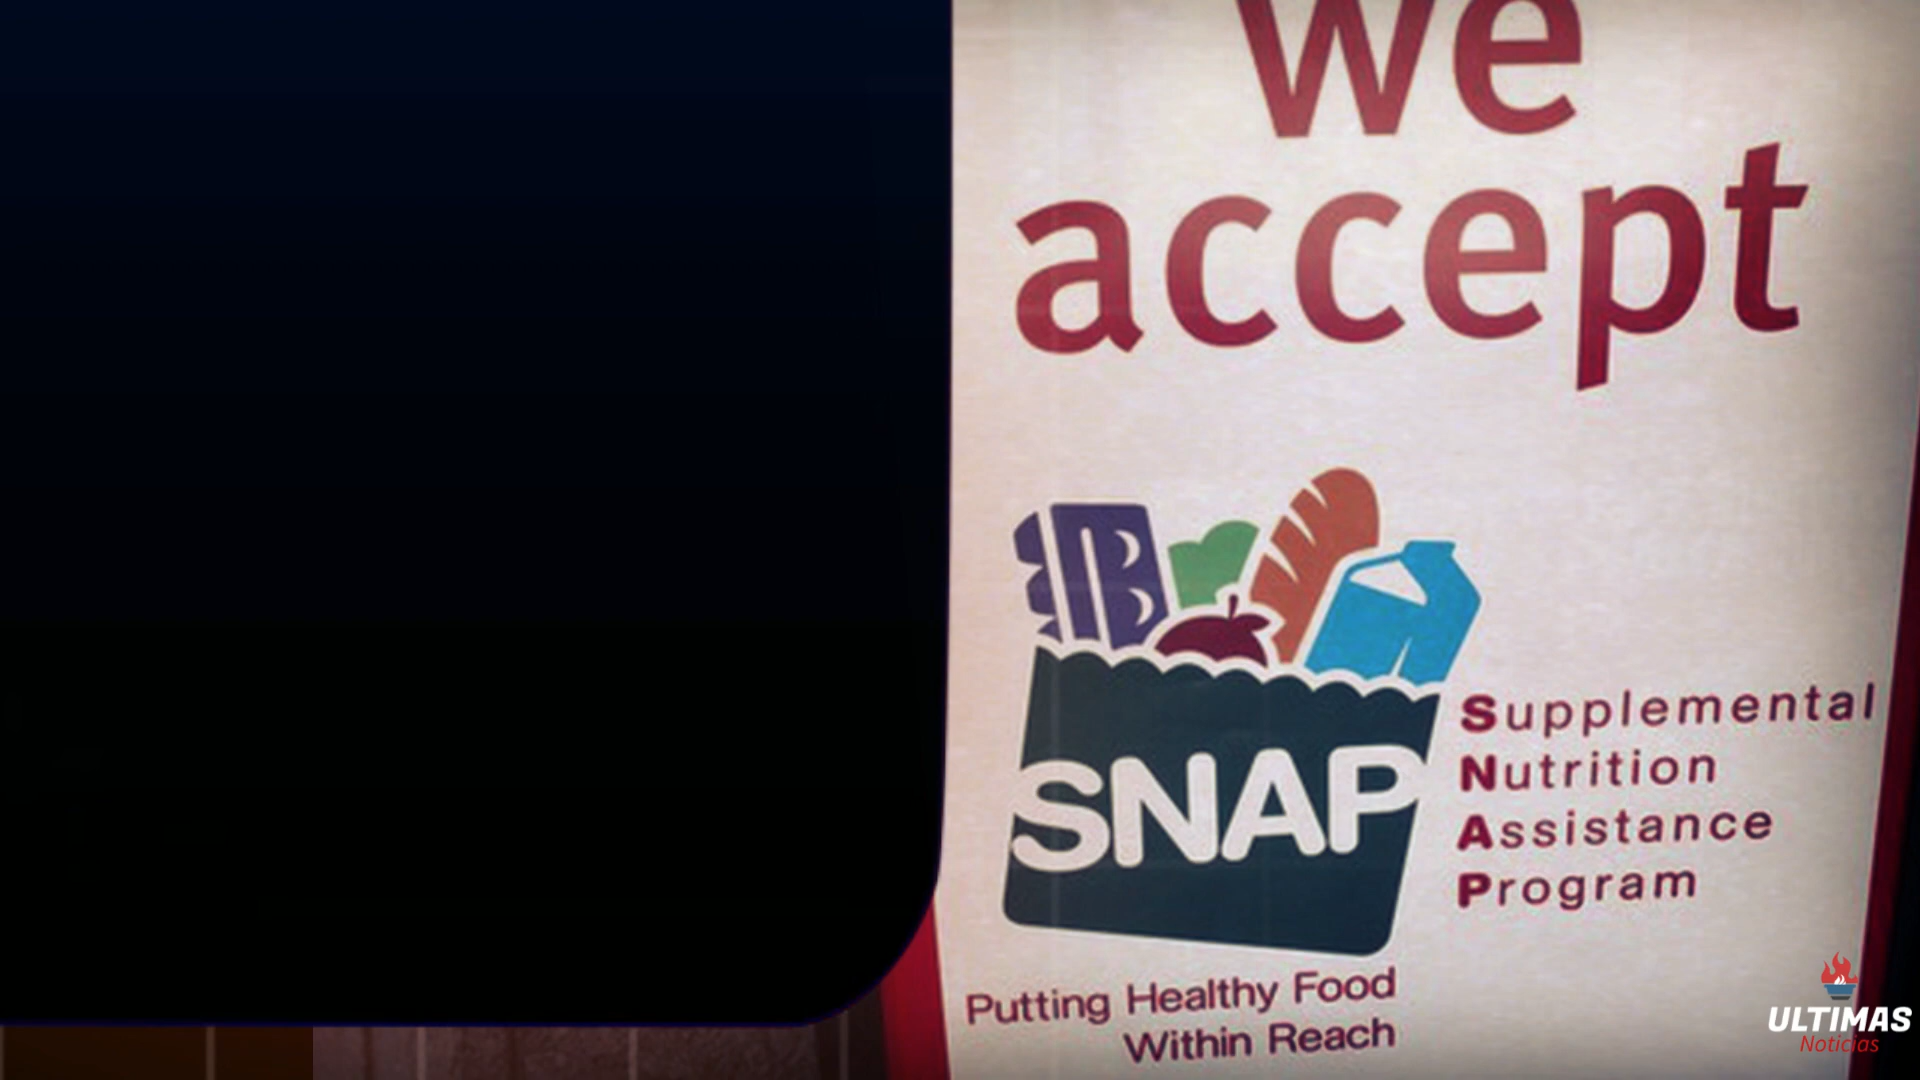 we
accept
SNAP
Supplemental
Nutrition
Assistance
Program
Putting Healthy Food
Within Reach
ULTIMAS
Noticias